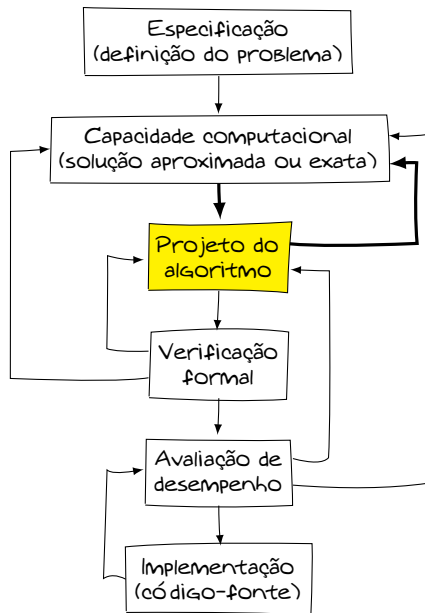 Especificação
(definição do problema)
Capacidade computacional
(solução aproximada ou exata)
Projeto do
algoritmo
Verificação
formal
Avaliação de
desempenho
Implementação
(código-fonte)